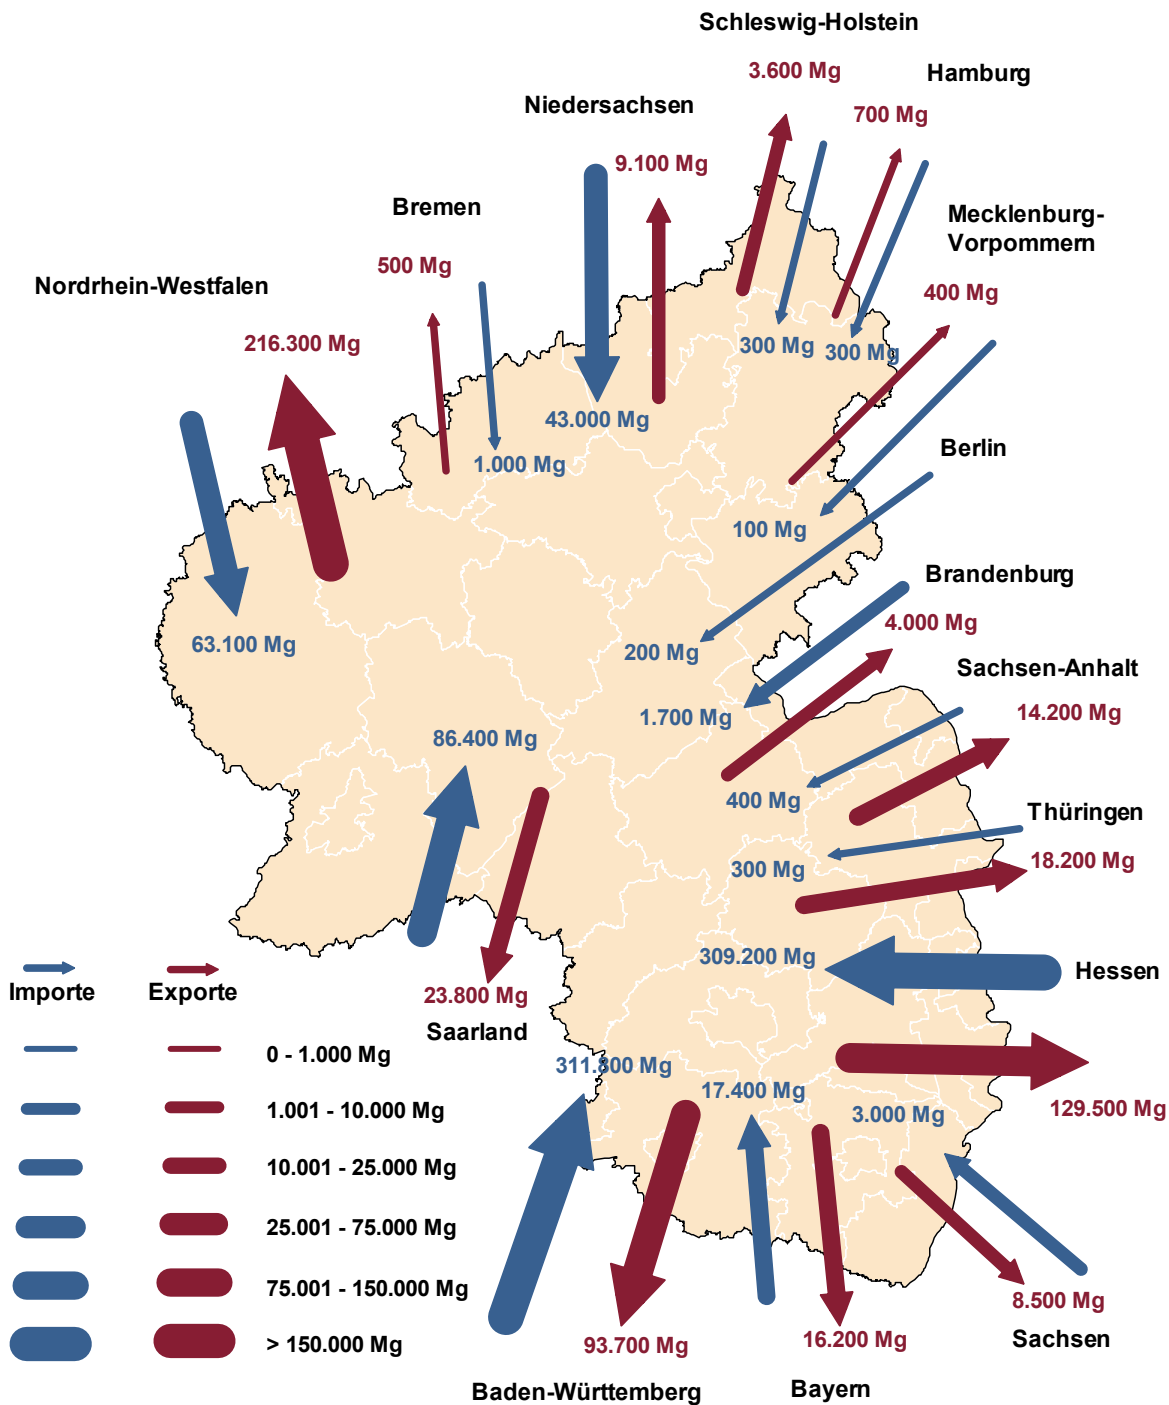 Schleswig-Holstein
3.600 Mg
Hamburg
700 Mg
Niedersachsen
9.100 Mg
Bremen
500 Mg
Mecklenburg-
Vorpommern
400 Mg
Nordrhein-Westfalen
216.300 Mg
300 Mg
300 Mg
43.000 Mg
1.000 Mg
Berlin
100 Mg
Brandenburg
4.000 Mg
63.100 Mg
200 Mg
Sachsen-Anhalt
14.200 Mg
1.700 Mg
86.400 Mg
400 Mg
Thüringen
18.200 Mg
300 Mg
309.200 Mg
Hessen
Importe
Exporte
23.800 Mg
Saarland
0 - 1.000 Mg
1.001 - 10.000 Mg
10.001 - 25.000 Mg
25.001 - 75.000 Mg
75.001 - 150.000 Mg
> 150.000 Mg
311.800 Mg
17.400 Mg
3.000 Mg
129.500 Mg
8.500 Mg
Sachsen
93.700 Mg
16.200 Mg
Baden-Württemberg
Bayern